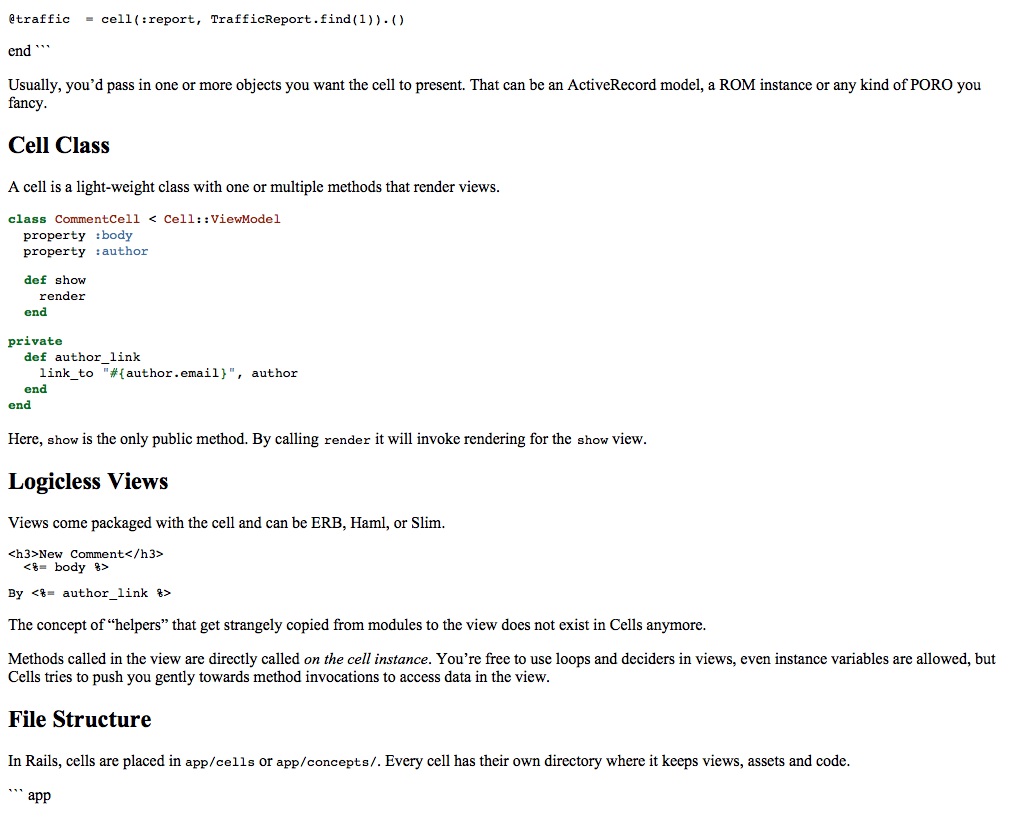 @traffic  = cell(:report, TrafficReport.find(1)).()
end ```
Usually, you’d pass in one or more objects you want the cell to present. That can be an ActiveRecord model, a ROM instance or any kind of PORO you
fancy.
Cell Class
A cell is a light-weight class with one or multiple methods that render views.
class CommentCell < Cell::ViewModel
  property :body
  property :author
  def show
    render
  end
private
  def author_link
    link_to "#{author.email}", author
  end
end
Here, show is the only public method. By calling render it will invoke rendering for the show view.
Logicless Views
Views come packaged with the cell and can be ERB, Haml, or Slim.
<h3>New Comment</h3>
  <%= body %>
By <%= author_link %>
The concept of “helpers” that get strangely copied from modules to the view does not exist in Cells anymore.
Methods called in the view are directly called on the cell instance. You’re free to use loops and deciders in views, even instance variables are allowed, but
Cells tries to push you gently towards method invocations to access data in the view.
File Structure
In Rails, cells are placed in app/cells or app/concepts/. Every cell has their own directory where it keeps views, assets and code.
``` app